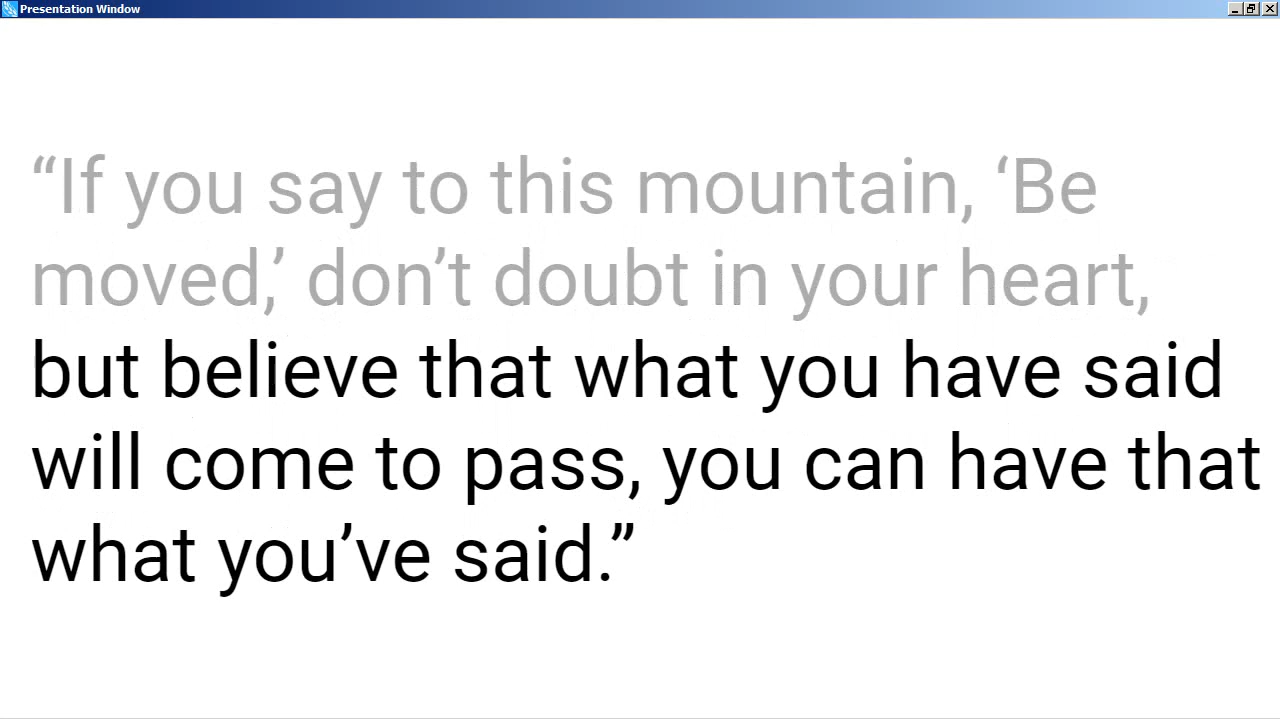 Presentation Window
“If you say to this mountain, ‘Be
moved,’ don’t doubt in your heart,
but believe that what you have said
will come to pass, you can have that
what you’ve said.”